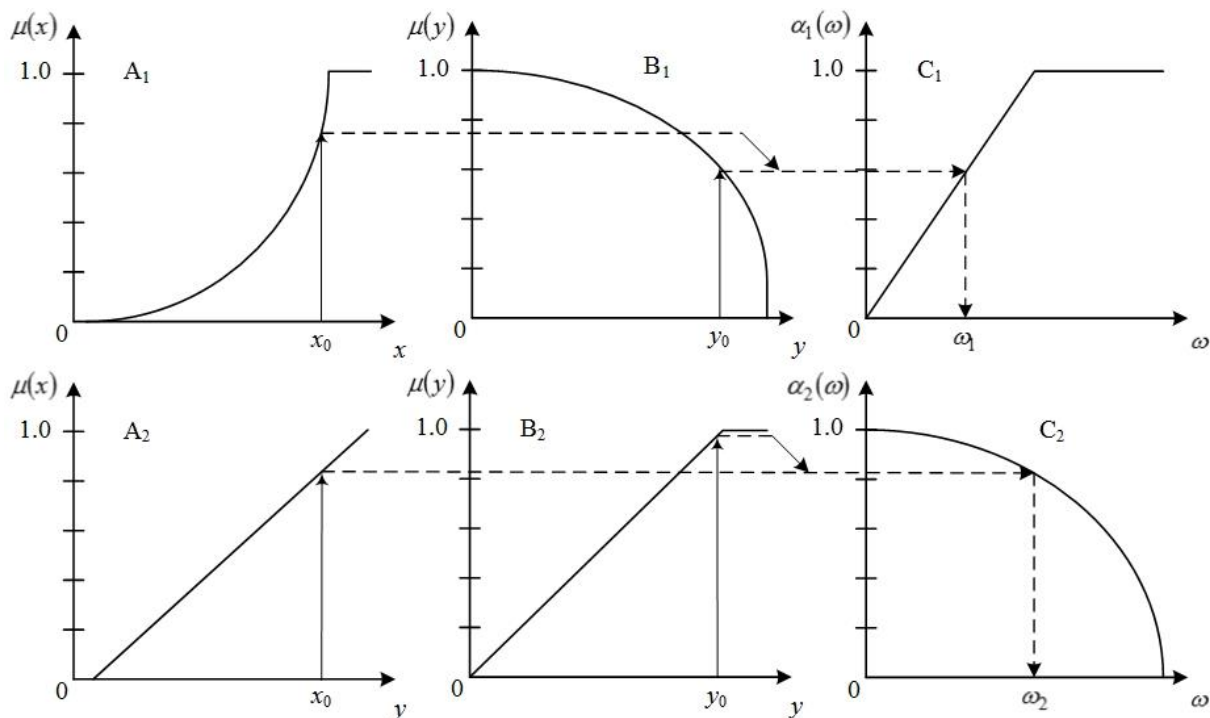 μ(x) μ(y) α₁(ω)
1.0 A₁ 1.0 B₁ 1.0 C₁
0 x₀ x 0 y₀ y 0 ω₁ ω
μ(x) μ(y) α₂(ω)
1.0 A₂ 1.0 B₂ 1.0 C₂
0 x₀ y 0 y₀ y 0 ω₂ ω